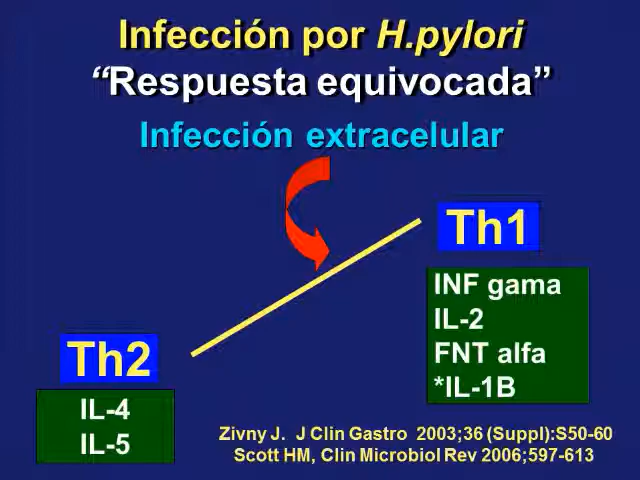 Infección por H.pylori
“Respuesta equivocada”
Infección extracelular
Th1
INF gama
IL-2
FNT alfa
*IL-1B
Th2
IL-4
IL-5
Zivny J. J Clin Gastro 2003;36 (Suppl):S50-60
Scott HM, Clin Microbiol Rev 2006;597-613